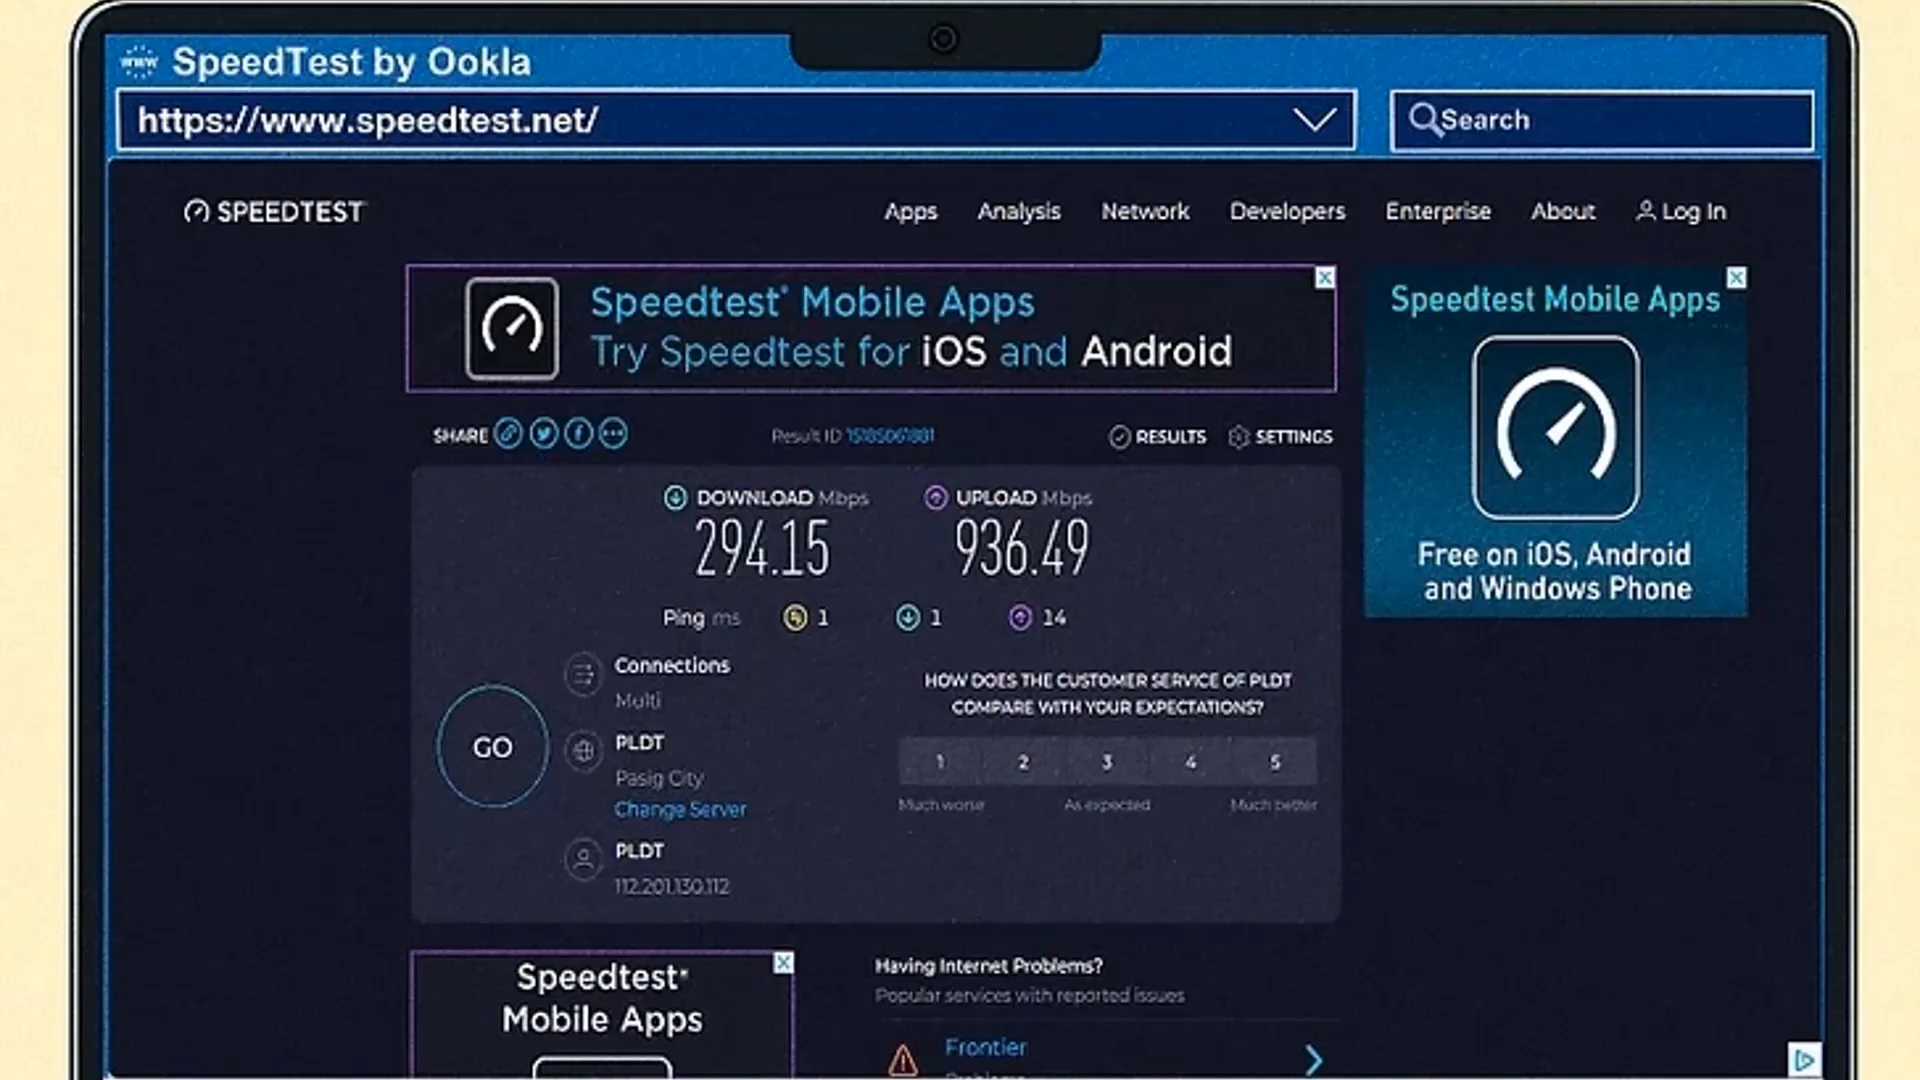 www SpeedTest by Ookla
https://www.speedtest.net/
Search
SPEEDTEST
Apps Analysis Network Developers Enterprise About Log In
Speedtest® Mobile Apps
Try Speedtest for iOS and Android
Speedtest Mobile Apps
Free on iOS, Android
and Windows Phone
SHARE
Result ID 15185061881
RESULTS SETTINGS
DOWNLOAD Mbps UPLOAD Mbps
294.15 936.49
Ping ms 1 1 14
GO
Connections
Multi
PLDT
Pasig City
Change Server
PLDT
112.201.130.112
HOW DOES THE CUSTOMER SERVICE OF PLDT
COMPARE WITH YOUR EXPECTATIONS?
1 2 3 4 5
Much worse As expected Much better
Speedtest®
Mobile Apps
Having Internet Problems?
Popular services with reported issues
Frontier